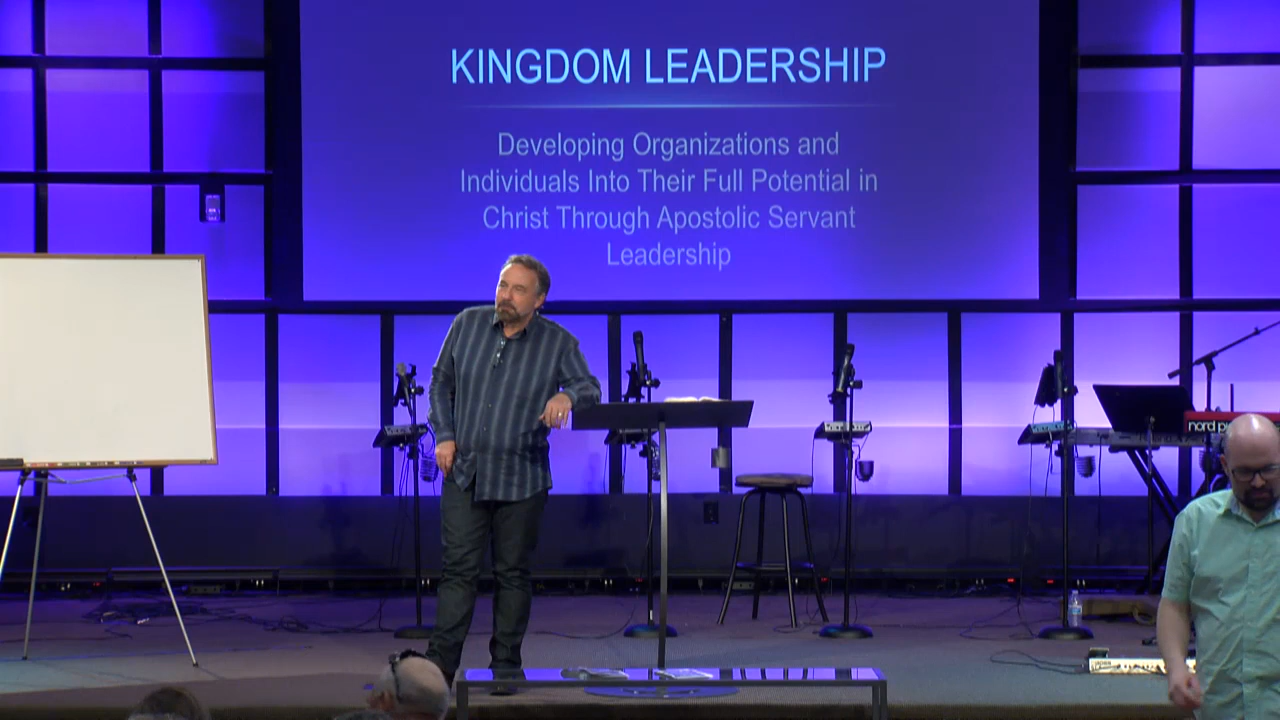 KINGDOM LEADERSHIP
Developing Organizations and
Individuals Into Their Full Potential in
Christ Through Apostolic Servant
Leadership
nord